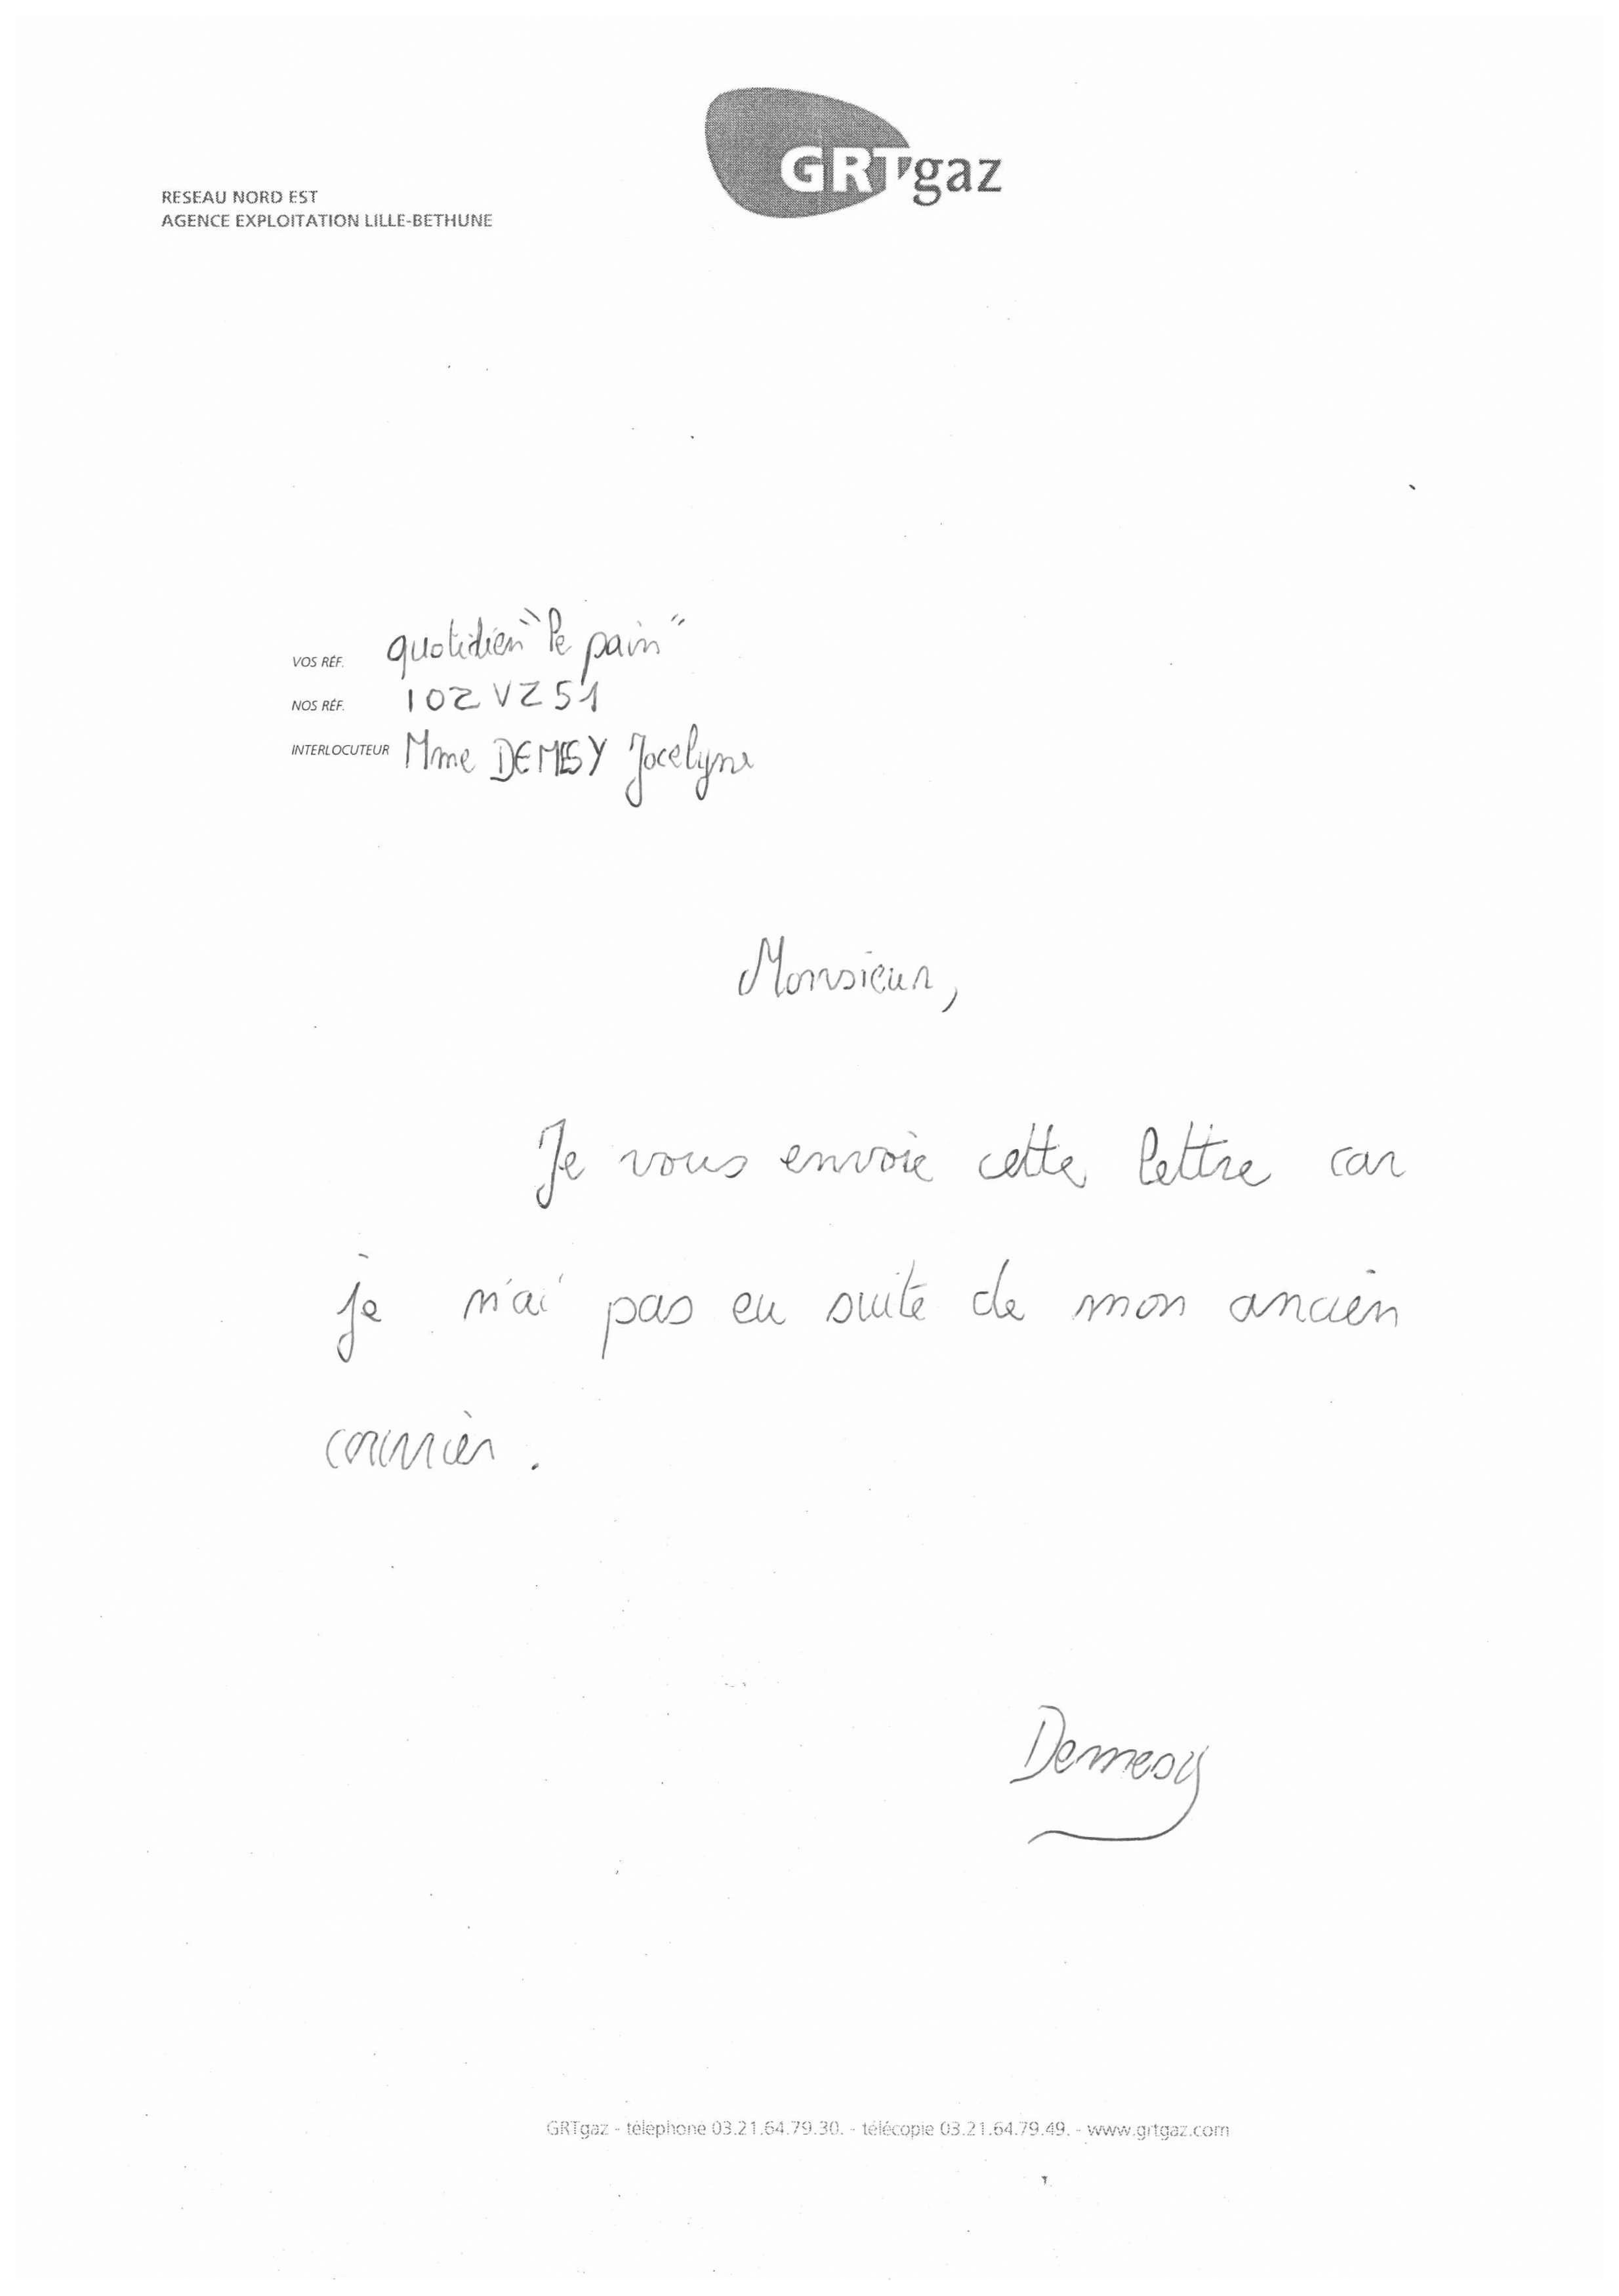 GRTgaz
RESEAU NORD EST
AGENCE EXPLOITATION LILLE-BETHUNE
VOS RÉF. quotidien "le pain"
NOS RÉF. 102VZ51
INTERLOCUTEUR Mme DEMESY Jocelyne
Monsieur,
Je vous envoie cette lettre car
je n'ai pas eu suite de mon ancien
courrier.
Demesy
GRTgaz - téléphone 03.21.64.79.30. - télécopie 03.21.64.79.49. - www.grtgaz.com